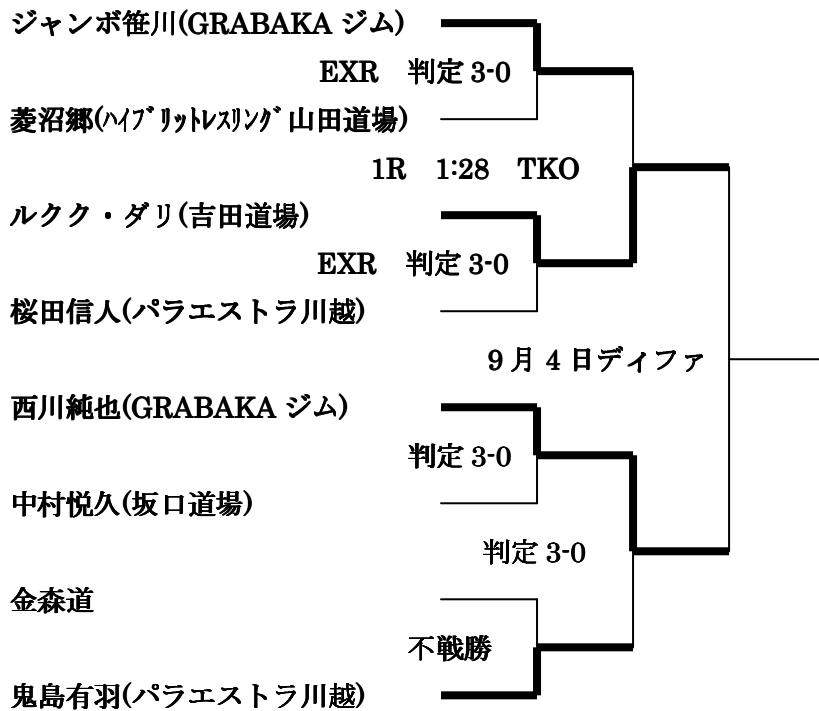 ジャンボ笹川(GRABAKA ジム)
EXR 判定 3-0
菱沼郷(ﾊｲﾌﾞﾘｯﾄﾚｽﾘﾝｸﾞ山田道場)
1R 1:28 TKO
ルクク・ダリ(吉田道場)
EXR 判定 3-0
桜田信人(パラエストラ川越)
9月4日ディファ
西川純也(GRABAKA ジム)
判定 3-0
中村悦久(坂口道場)
判定 3-0
金森道
不戦勝
鬼島有羽(パラエストラ川越)